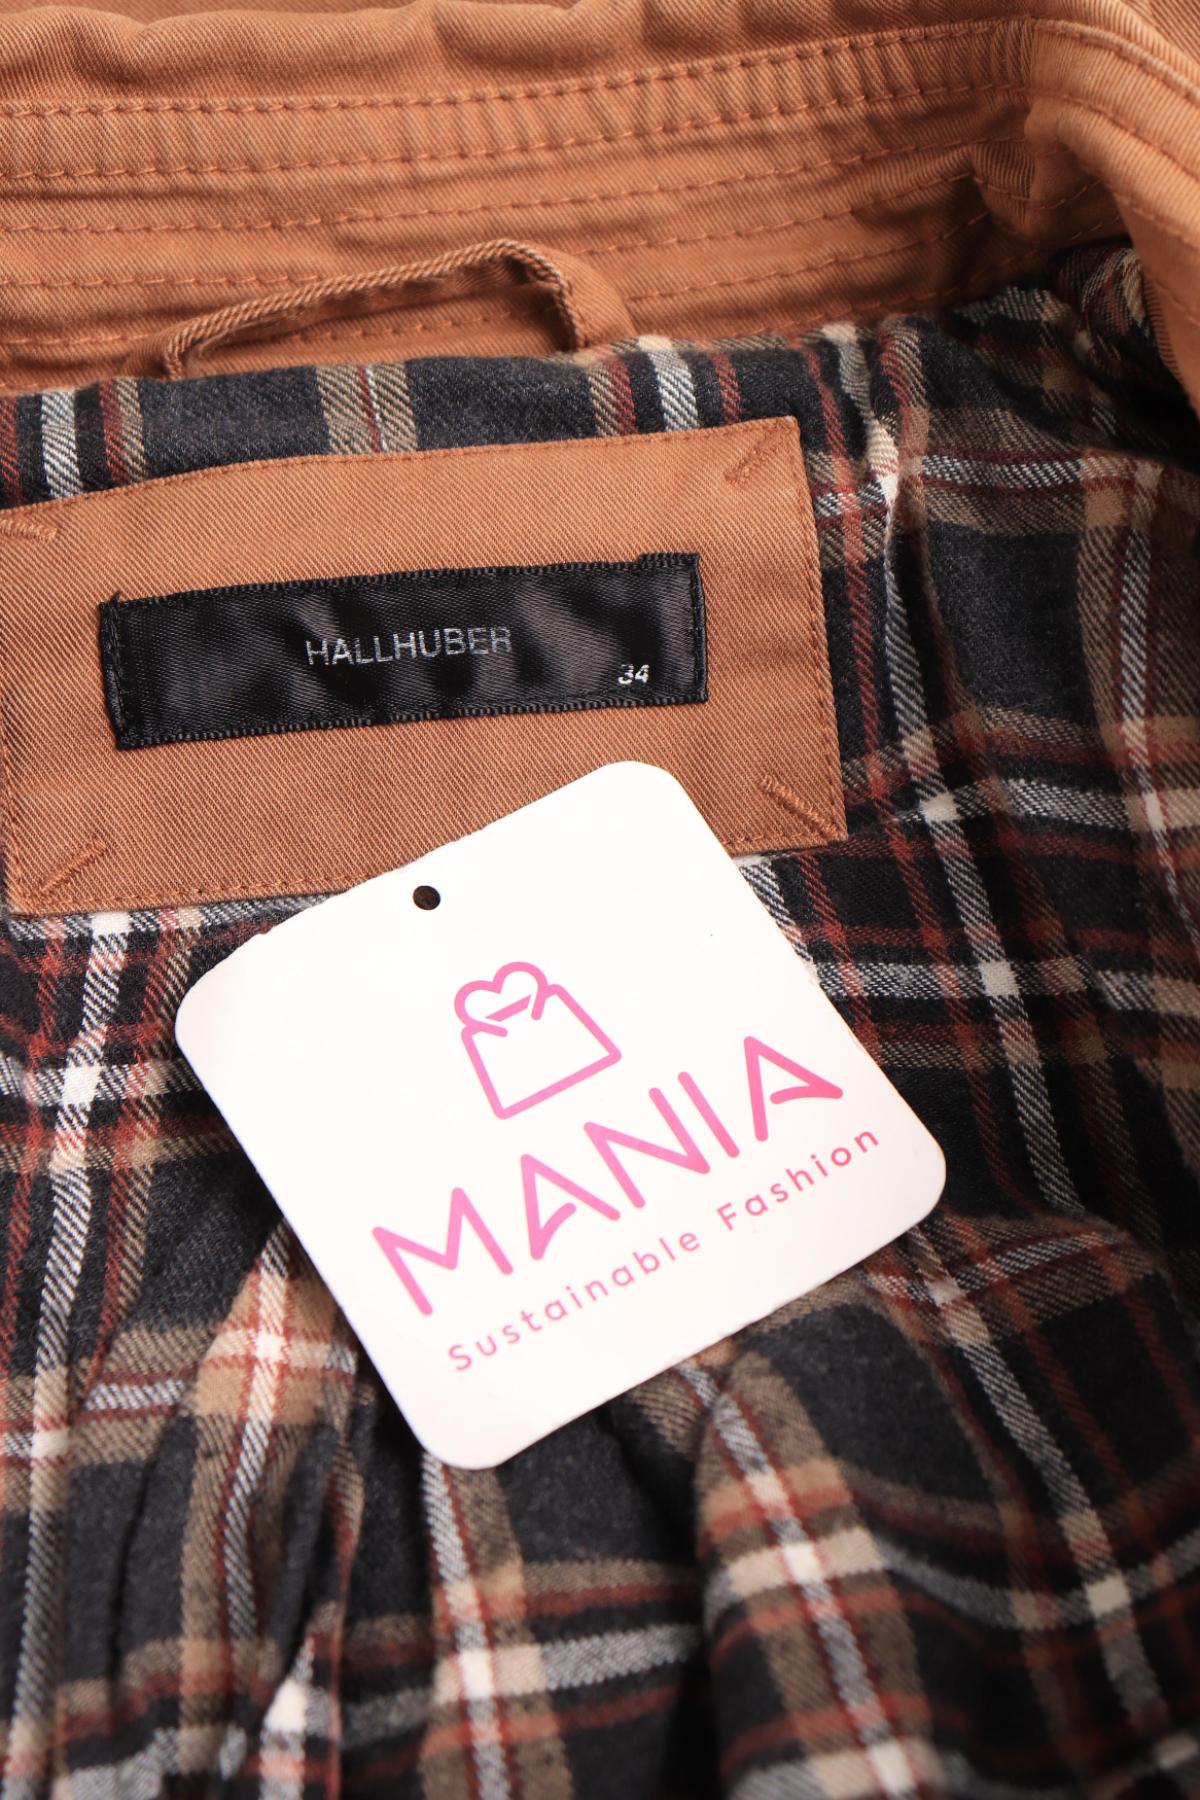 HALLHUBER
34
MANIA
Sustainable Fashion